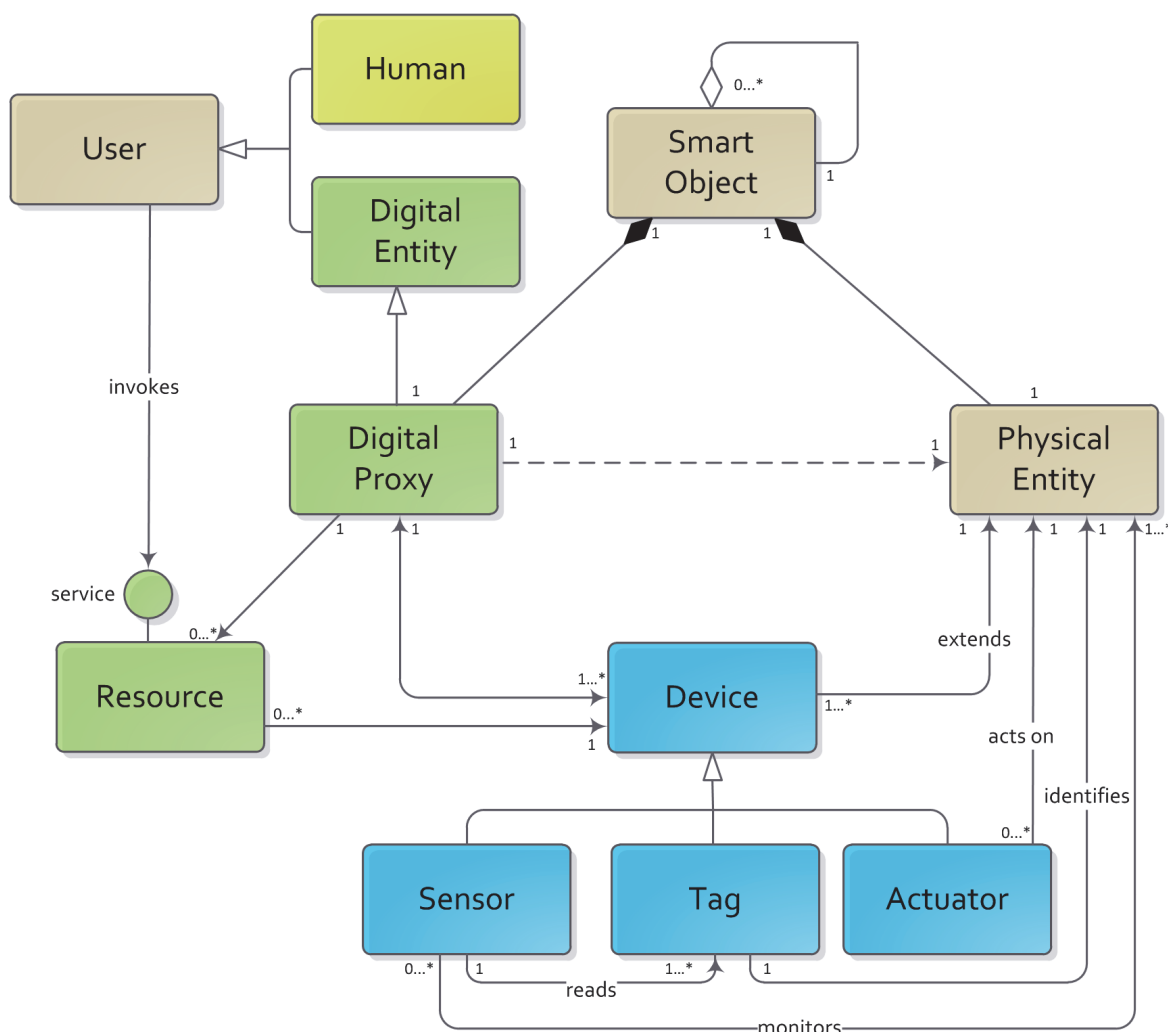 Human
0...*
User
Smart
Object
1
Digital
Entity
1
1
invokes
1
1
Digital
Proxy
1
1
Physical
Entity
1
1
1
1
1
1...*
service
0...*
extends
Resource
0...*
1...*
1
Device
1...*
acts on
identifies
0...*
Sensor
Tag
Actuator
0...*
1
1...*
1
reads
monitors